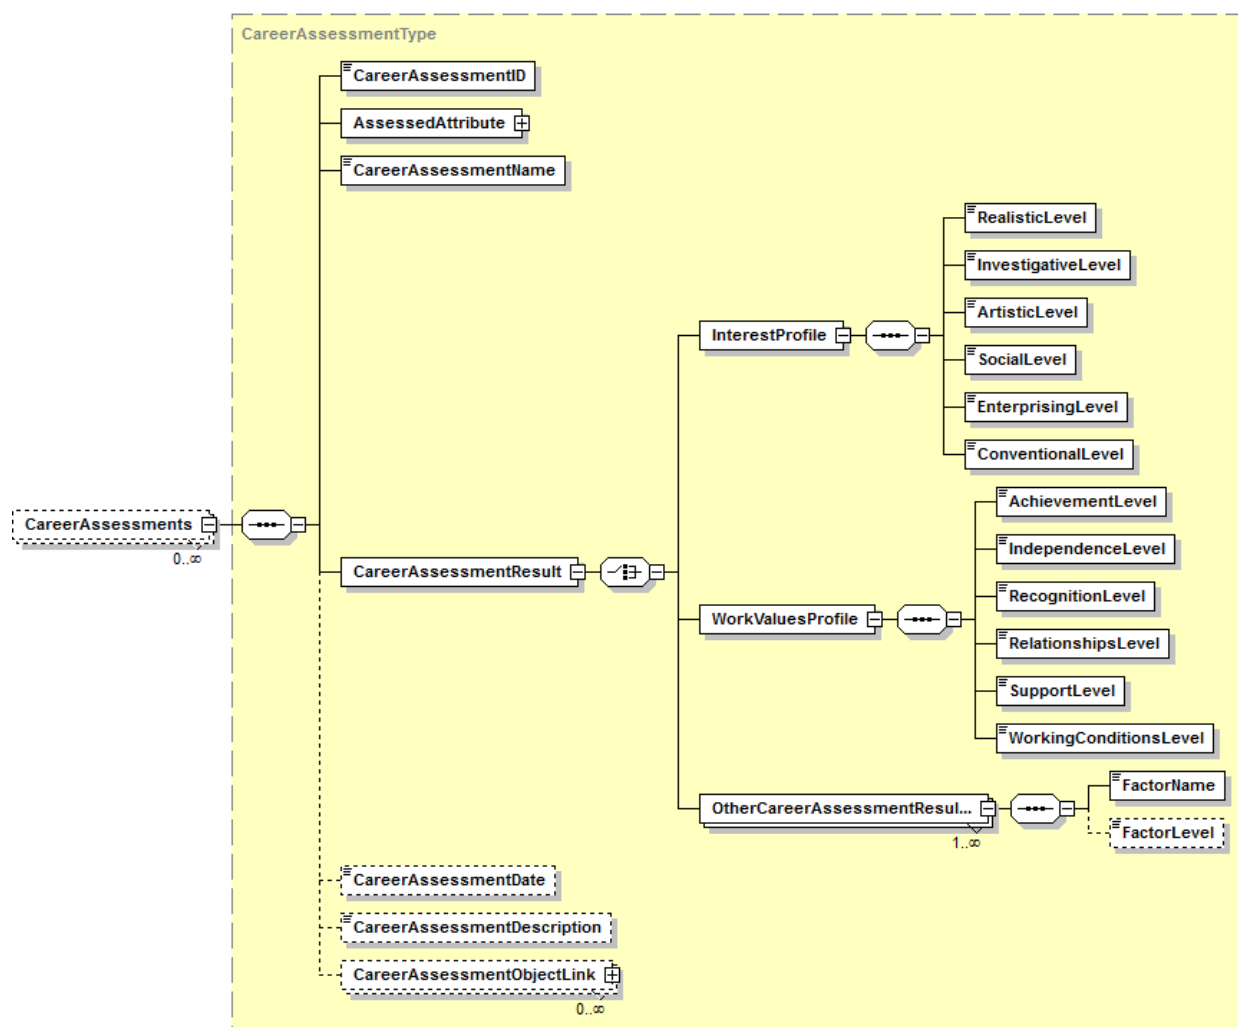 CareerAssessmentType
CareerAssessmentID
AssessedAttribute
CareerAssessmentName
RealisticLevel
InvestigativeLevel
ArtisticLevel
InterestProfile
SocialLevel
EnterprisingLevel
ConventionalLevel
AchievementLevel
CareerAssessments
0..∞
IndependenceLevel
CareerAssessmentResult
RecognitionLevel
WorkValuesProfile
RelationshipsLevel
SupportLevel
WorkingConditionsLevel
FactorName
OtherCareerAssessmentResul...
1..∞
FactorLevel
CareerAssessmentDate
CareerAssessmentDescription
CareerAssessmentObjectLink
0..∞